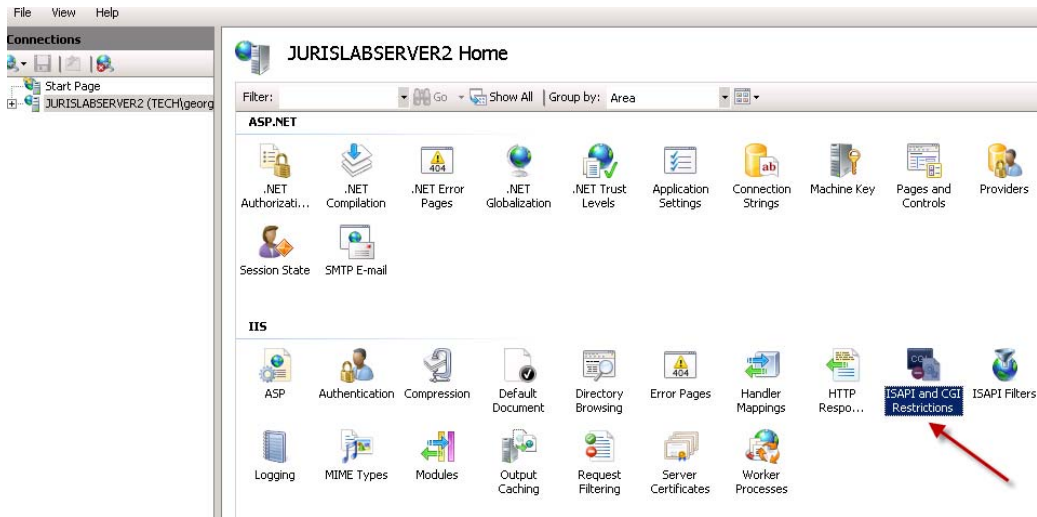 File View Help
Connections
Start Page
JURISLABSERVER2 (TECH\georg
JURISLABSERVER2 Home
Filter: Go Show All Group by: Area
ASP.NET
.NET Authorizati...
.NET Compilation
404
.NET Error Pages
.NET Globalization
.NET Trust Levels
Application Settings
ab
Connection Strings
Machine Key
Pages and Controls
Providers
Session State
SMTP E-mail
IIS
ASP
Authentication
Compression
Default Document
Directory Browsing
404
Error Pages
Handler Mappings
HTTP Respo...
ISAPI and CGI Restrictions
ISAPI Filters
Logging
MIME Types
Modules
Output Caching
Request Filtering
Server Certificates
Worker Processes